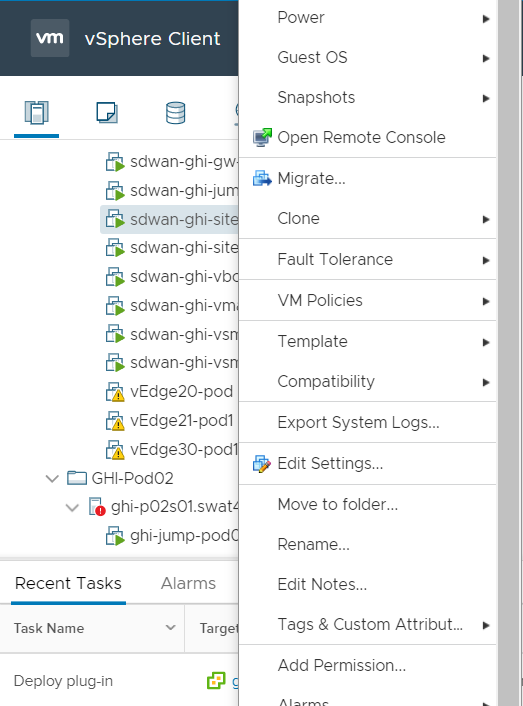 vm vSphere Client
sdwan-ghi-gw-
sdwan-ghi-jum
sdwan-ghi-site
sdwan-ghi-site
sdwan-ghi-vbo
sdwan-ghi-vma
sdwan-ghi-vsm
sdwan-ghi-vsm
vEdge20-pod
vEdge21-pod1
vEdge30-pod1
GHI-Pod02
ghi-p02s01.swat4
ghi-jump-pod0
Power
Guest OS
Snapshots
Open Remote Console
Migrate...
Clone
Fault Tolerance
VM Policies
Template
Compatibility
Export System Logs...
Edit Settings...
Move to folder...
Rename...
Edit Notes...
Tags & Custom Attribut...
Add Permission...
Alarms
Recent Tasks Alarms
Task Name Target
Deploy plug-in g